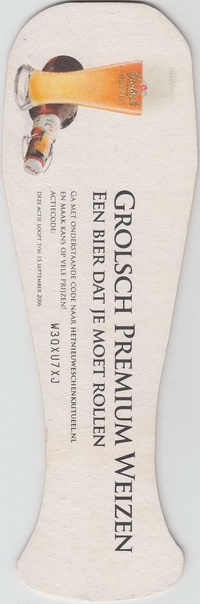 GROLSCH PREMIUM WEIZEN
EEN BIER DAT JE MOET ROLLEN
GA MET ONDERSTAANDE CODE NAAR HETNIEUWESCHENKRITUEEL.NL
EN MAAK KANS OP VELE PRIJZEN!
ACTIECODE: W3QXU7XJ
DEZE ACTIE LOOPT T/M 15 SEPTEMBER 2006
Grolsch